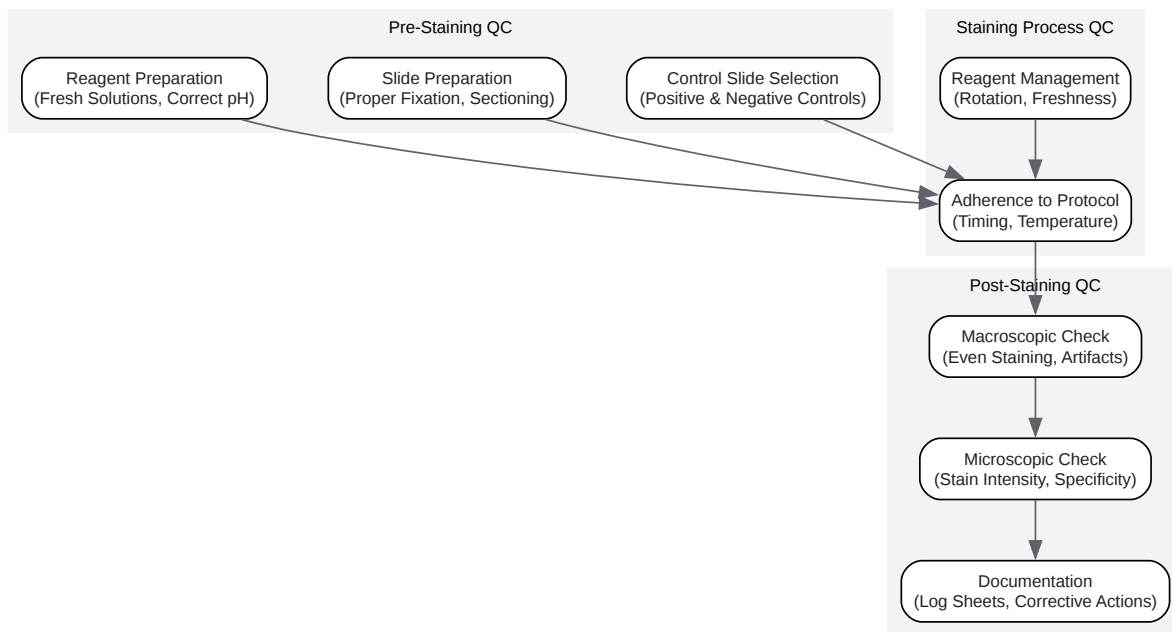 Pre-Staining QC
Reagent Preparation
(Fresh Solutions, Correct pH)
Slide Preparation
(Proper Fixation, Sectioning)
Control Slide Selection
(Positive & Negative Controls)
Staining Process QC
Reagent Management
(Rotation, Freshness)
Adherence to Protocol
(Timing, Temperature)
Post-Staining QC
Macroscopic Check
(Even Staining, Artifacts)
Microscopic Check
(Stain Intensity, Specificity)
Documentation
(Log Sheets, Corrective Actions)